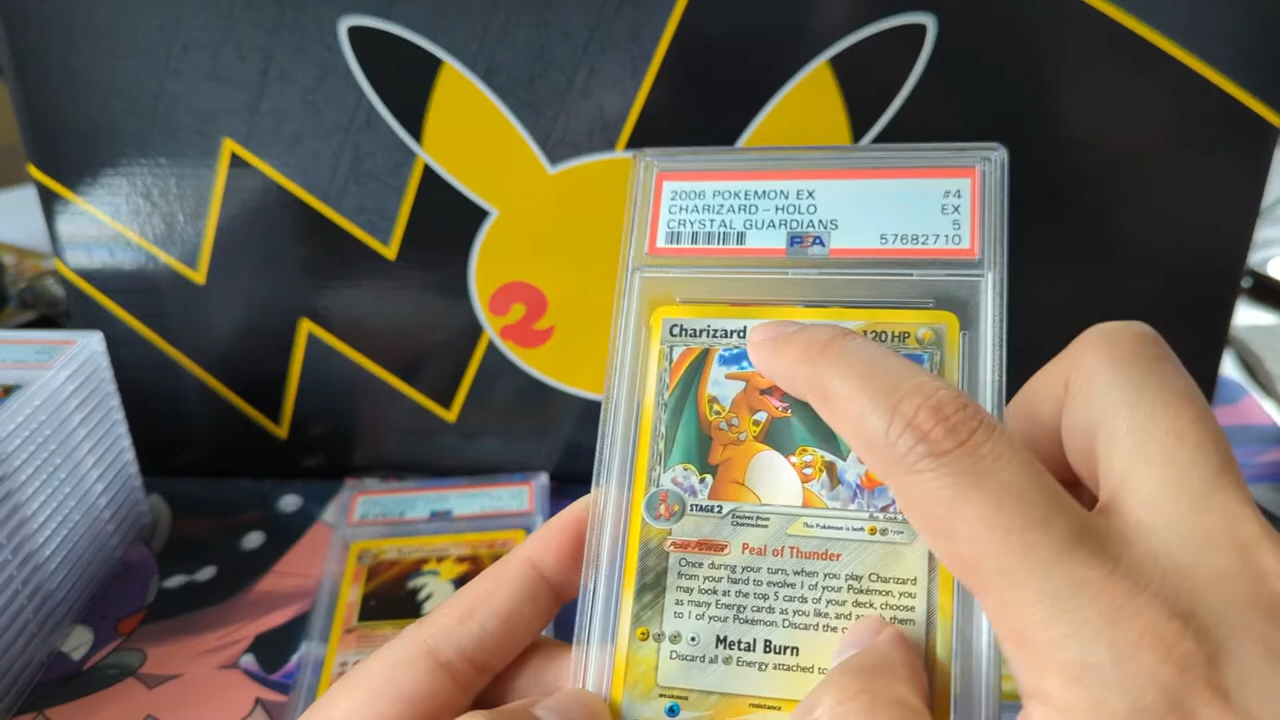 2006 POKEMON EX #4
CHARIZARD - HOLO EX
CRYSTAL GUARDIANS 5
PSA 57682710
2
Charizard 120 HP
STAGE2
Evolves from
Charmeleon
This Pokémon is both type
Poké-POWER Peal of Thunder
Once during your turn, when you play Charizard
from your hand to evolve 1 of your Pokémon, you
may look at the top 5 cards of your deck, choose
as many Energy cards as you like, and them
to 1 of your Pokémon. Discard the
Metal Burn
Discard all Energy attached to
weakness
resistance